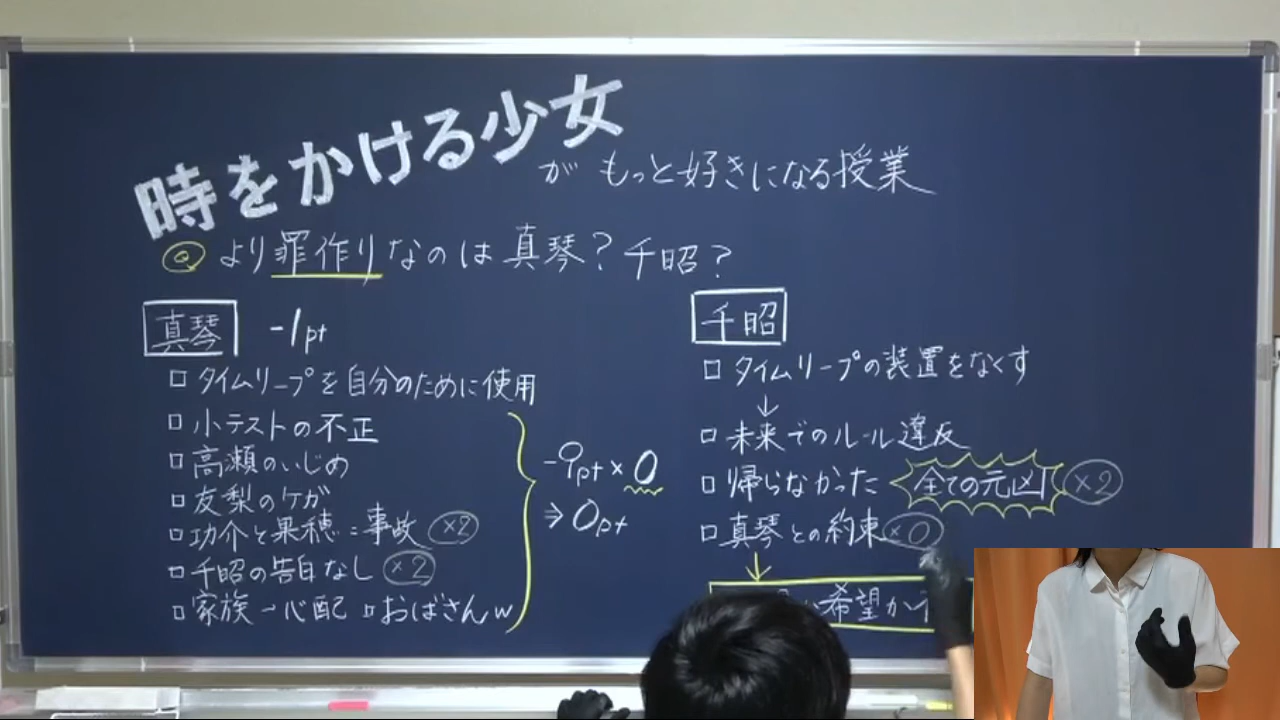 時をかける少女
が もっと好きになる授業
Q より罪作りなのは真琴？千昭？
真琴 -1pt
□ タイムリープを自分のために使用
□ 小テストの不正
□ 高瀬のいじめ
□ 友梨のケガ
□ 功介と果穂：事故 ×2
□ 千昭の告白なし ×2
□ 家族→心配 □おばさんw
-9pt × 0
⇒ 0pt
千昭
□ タイムリープの装置をなくす
↓
□ 未来でのルール違反
□ 帰らなかった 全ての元凶 ×2
□ 真琴との約束 ×0
↓
希望か